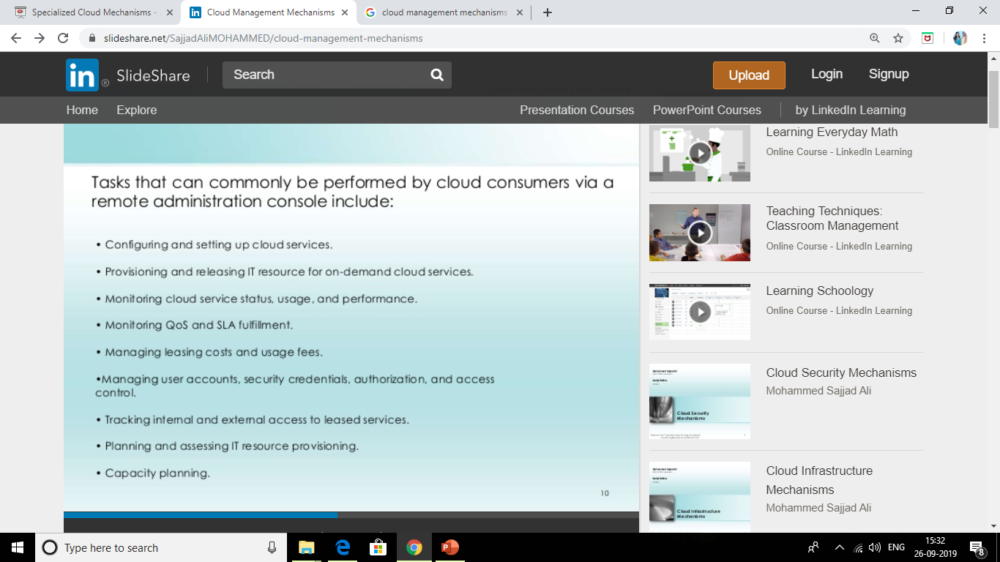 Specialized Cloud Mechanisms -
Cloud Management Mechanisms
cloud management mechanisms
slideshare.net/SajjadAliMOHAMMED/cloud-management-mechanisms
in ® SlideShare
Search
Upload
Login
Signup
Home
Explore
Presentation Courses
PowerPoint Courses
by LinkedIn Learning
Tasks that can commonly be performed by cloud consumers via a
remote administration console include:
• Configuring and setting up cloud services.
• Provisioning and releasing IT resource for on-demand cloud services.
• Monitoring cloud service status, usage, and performance.
• Monitoring QoS and SLA fulfillment.
• Managing leasing costs and usage fees.
•Managing user accounts, security credentials, authorization, and access
control.
• Tracking internal and external access to leased services.
• Planning and assessing IT resource provisioning.
• Capacity planning.
10
Learning Everyday Math
Online Course - LinkedIn Learning
Teaching Techniques:
Classroom Management
Online Course - LinkedIn Learning
Learning Schoology
Online Course - LinkedIn Learning
Cloud Security
Mechanisms
Cloud Security Mechanisms
Mohammed Sajjad Ali
Cloud Infrastructure
Mechanisms
Cloud Infrastructure
Mechanisms
Mohammed Sajjad Ali
Type here to search
ENG
15:32
26-09-2019
8